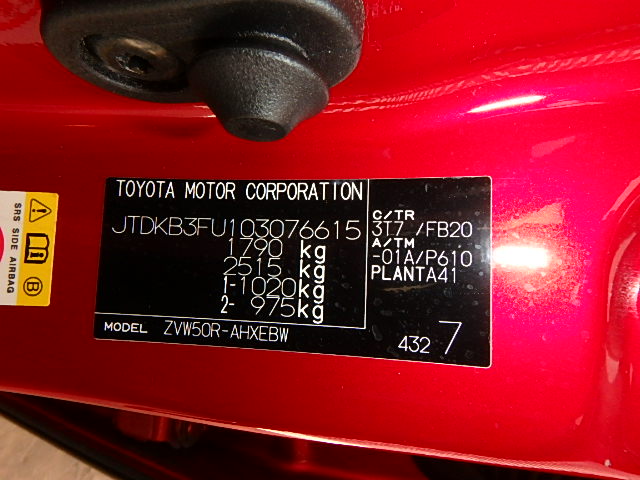 TOYOTA MOTOR CORPORATION
JTDKB3FU103076615
1790 kg
2515 kg
1-1020kg
2- 975kg
C/TR
3T7 /FB20
A/TM
-01A/P610
PLANTA41
MODEL ZVW50R-AHXEBW
432 7
SRS SIDE AIRBAG
B